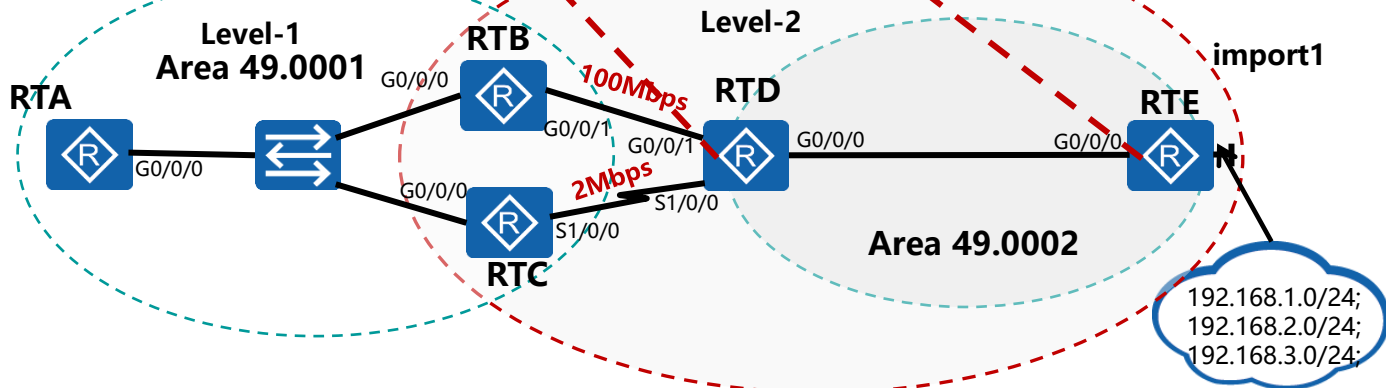 Level-1
Area 49.0001
RTA
G0/0/0
R
G0/0/0
RTB
R
G0/0/1
G0/0/0
R
RTC
S1/0/0
100Mbps
2Mbps
Level-2
RTD
G0/0/1
R
S1/0/0
G0/0/0
Area 49.0002
G0/0/0
RTE
R
import1
N
192.168.1.0/24;
192.168.2.0/24;
192.168.3.0/24;